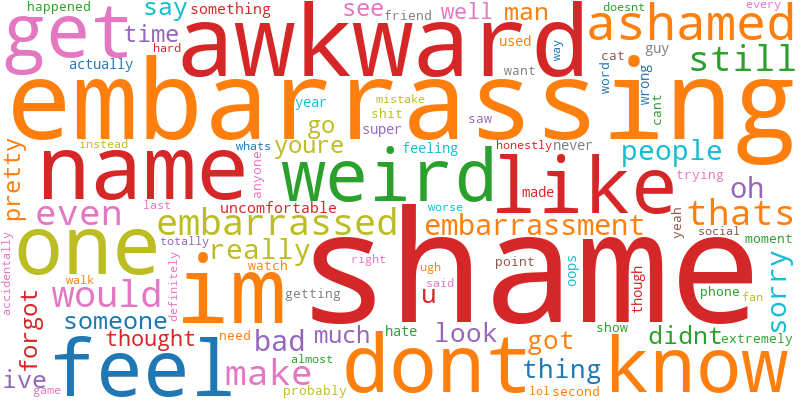 happened say something see friend well man doesnt every
get time awkward ashamed
hard actually used way cat guy still
want word wrong cant
embarrassing
year mistake shit saw
go super
instead whats youre feeling honestly never people
pretty name anyone weird like made trying oh
even last uncomfortable worse thats
one embarrassed embarrassment yeah social moment
totally really shame
accidentally walk definitely watch right ugh point oops though sorry
would im getting said u phone fan
forgot someone need
thought bad much hate look got show didnt extremely
ive feel almost dont thing know
game make probably lol second